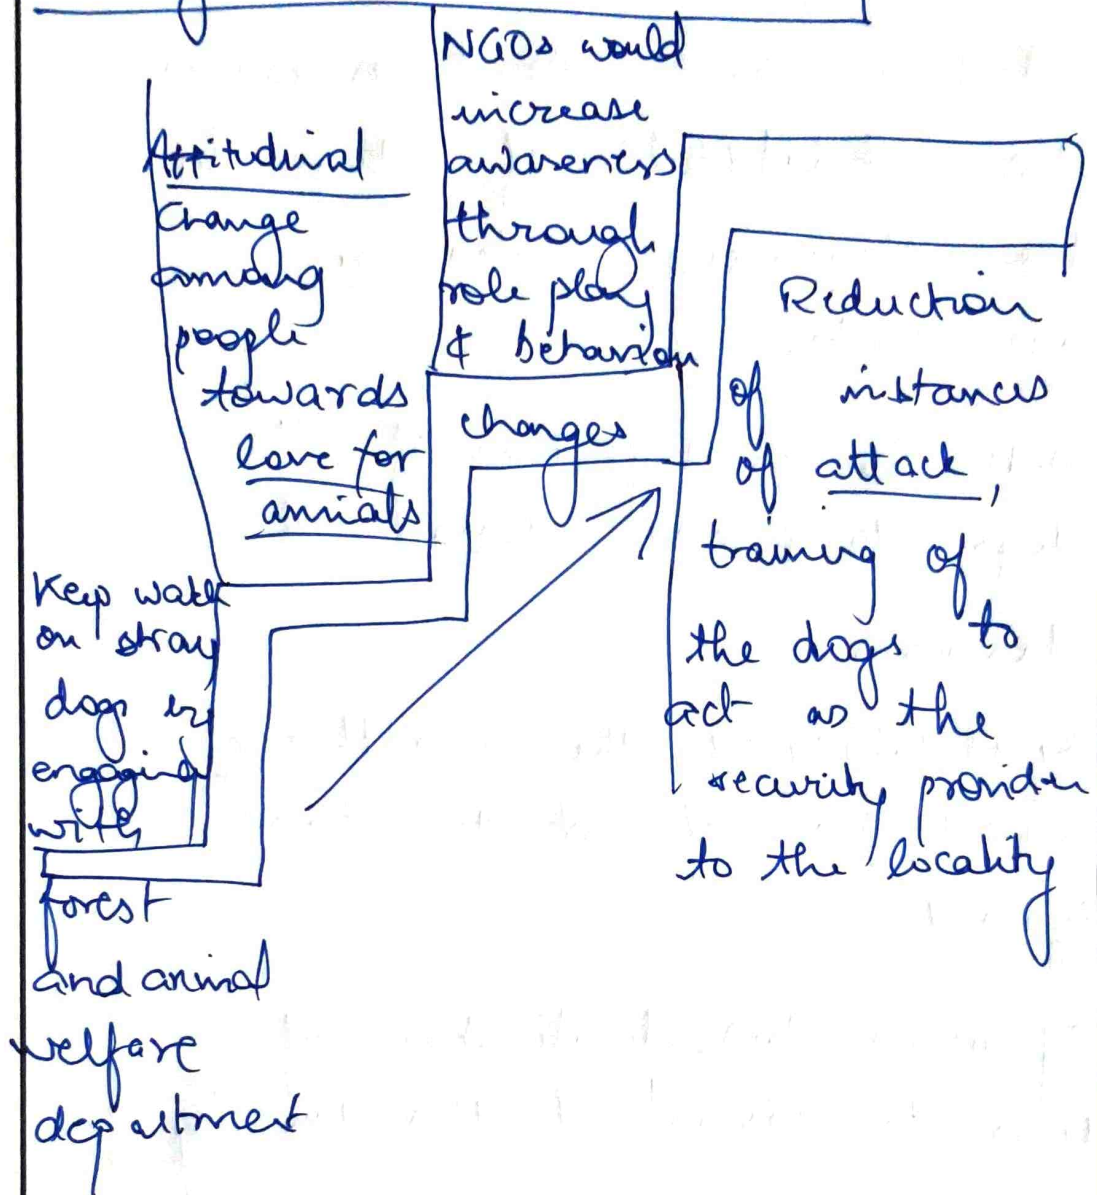 Keep watch
on stray
dogs by
engaging
with
forest
and animal
welfare
department
Attitudinal
Change
among
people
towards
love for
animals
NGOs would
increase
awareness
through
role play
& behaviour
changes
Reduction
of instances
of attack,
training of
the dogs to
act as the
security provider
to the locality